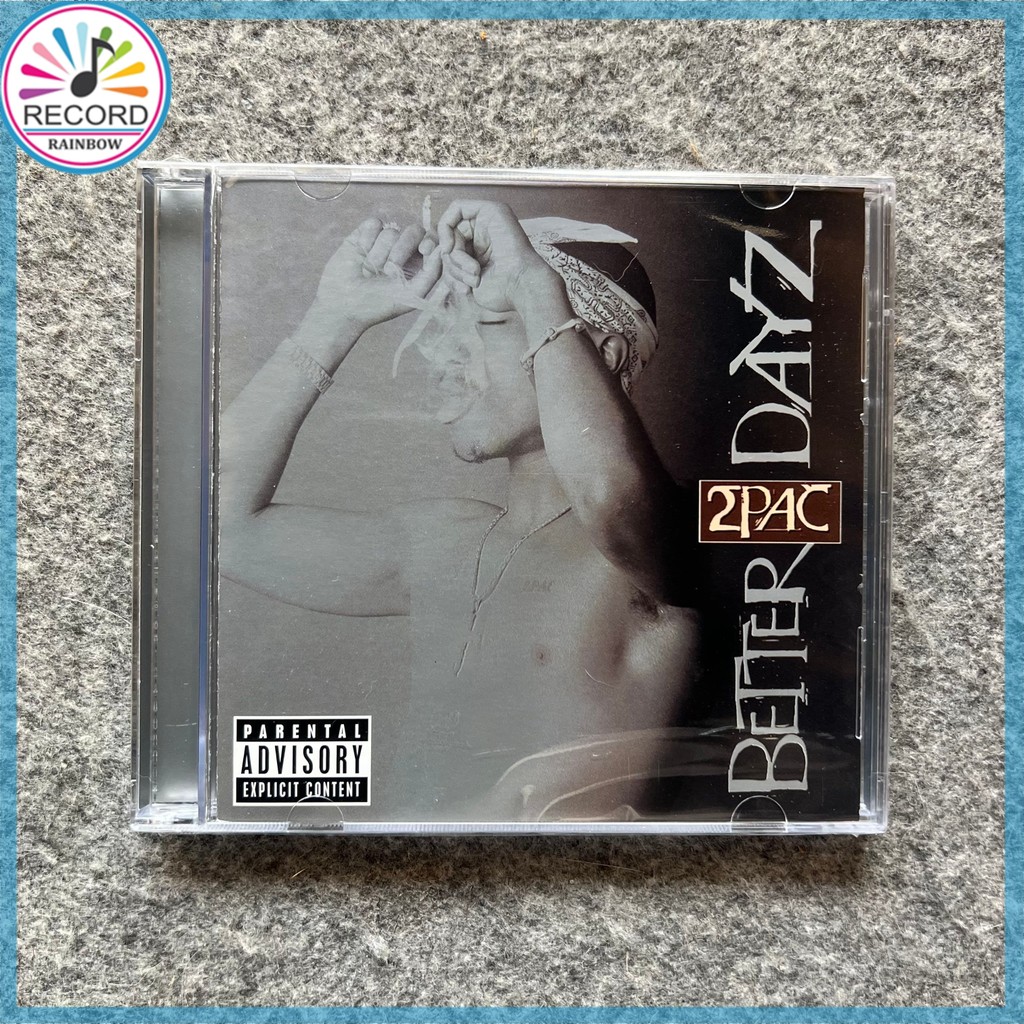 RECORD
RAINBOW
BETTER DAYZ
2PAC
PARENTAL
ADVISORY
EXPLICIT CONTENT